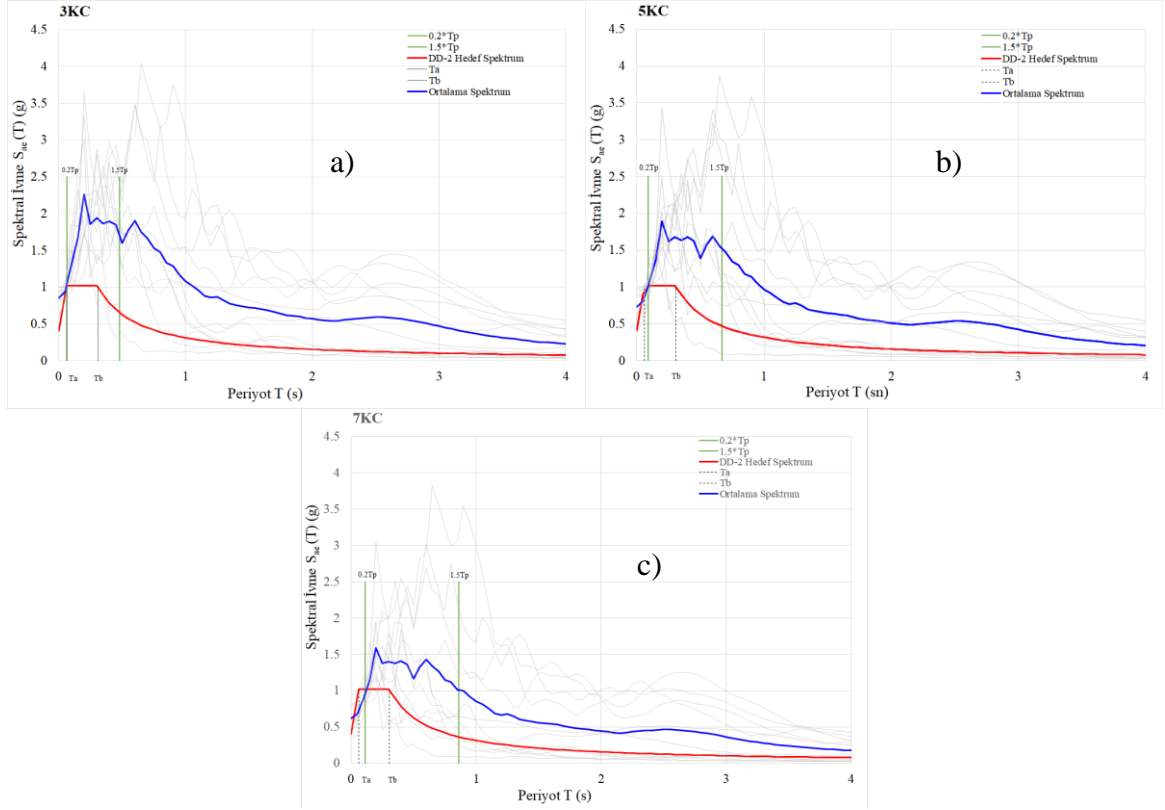 3KC
4.5
4
3.5
3
2.5
2
1.5
1
0.5
0
Spektral İvme Sae (T) (g)
0.2*Tp
1.5*Tp
DD-2 Hedef Spektrum
Ta
Tb
Ortalama Spektrum
0.2Tp
1.5Tp
a)
0 Ta Tb 1 2 3 4
Periyot T (s)
5KC
4.5
4
3.5
3
2.5
2
1.5
1
0.5
0
Spektral İvme Sae (T) (g)
0.2*Tp
1.5*Tp
DD-2 Hedef Spektrum
Ta
Tb
Ortalama Spektrum
0.2Tp
1.5Tp
b)
0 Ta Tb 1 2 3 4
Periyot T (sn)
7KC
4.5
4
3.5
3
2.5
2
1.5
1
0.5
0
Spektral İvme Sae (T) (g)
0.2*Tp
1.5*Tp
DD-2 Hedef Spektrum
Ta
Tb
Ortalama Spektrum
0.2Tp
1.5Tp
c)
0 Ta Tb 1 2 3 4
Periyot T (s)